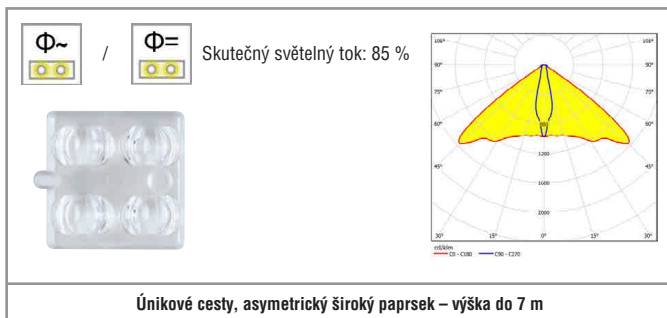 Φ~ / Φ= Skutečný světelný tok: 85 %
105° 105°
90° 90°
75° 75°
60° 60°
800
45° 45°
1200
1600
2000
30° 15° 0° 15° 30°
cd/klm
C0 - C180 C90 - C270
Únikové cesty, asymetrický široký paprsek – výška do 7 m